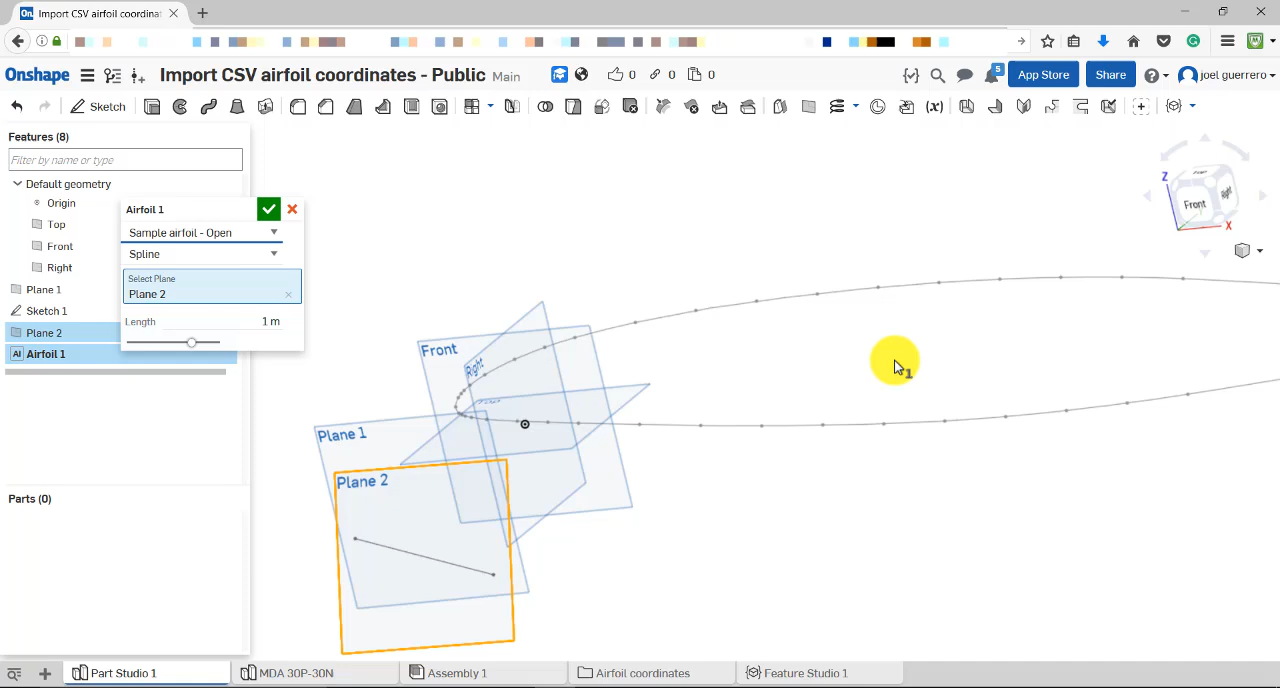 On Import CSV airfoil coordinat
Onshape
Import CSV airfoil coordinates - Public Main
0
0
0
5
App Store
Share
joel guerrero
Sketch
(x)
Features (8)
Filter by name or type
Default geometry
Origin
Top
Front
Right
Plane 1
Sketch 1
Plane 2
AI Airfoil 1
Parts (0)
Airfoil 1
Sample airfoil - Open
Spline
Select Plane
Plane 2
Length 1 m
Front
Right
Plane 1
Plane 2
1
Z
Front
Right
X
Part Studio 1
MDA 30P-30N
Assembly 1
Airfoil coordinates
Feature Studio 1